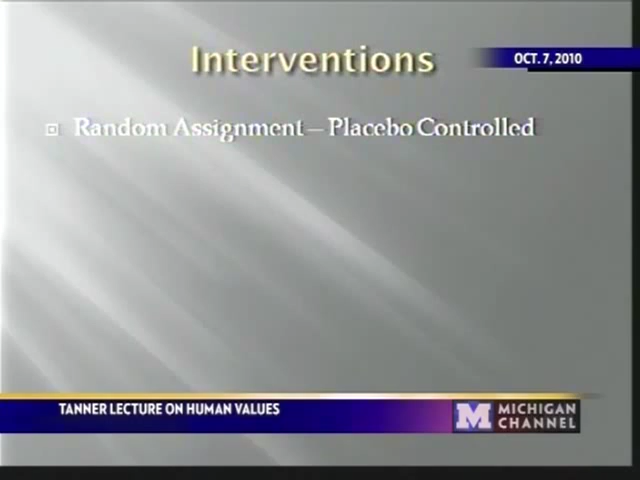 Interventions
OCT. 7, 2010
Random Assignment – Placebo Controlled
TANNER LECTURE ON HUMAN VALUES
M MICHIGAN
CHANNEL